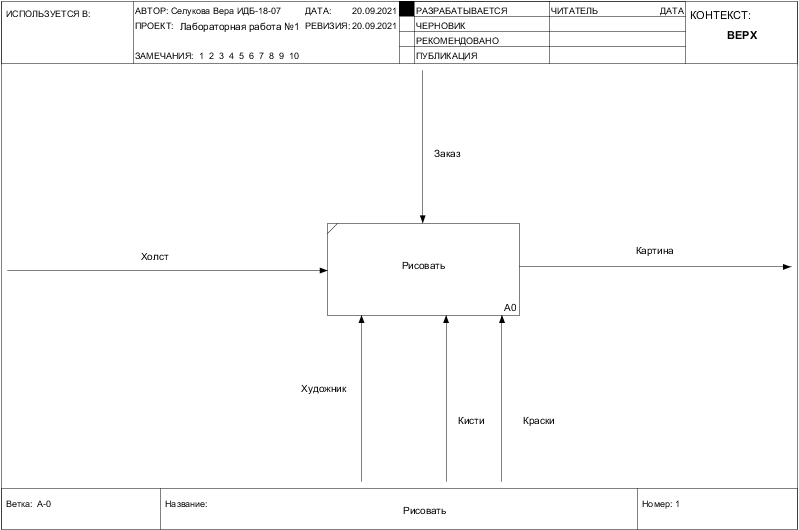 ИСПОЛЬЗУЕТСЯ В:
АВТОР: Селукова Вера ИДБ-18-07 ДАТА: 20.09.2021
ПРОЕКТ: Лабораторная работа №1 РЕВИЗИЯ: 20.09.2021
ЗАМЕЧАНИЯ: 1 2 3 4 5 6 7 8 9 10
РАЗРАБАТЫВАЕТСЯ
ЧЕРНОВИК
РЕКОМЕНДОВАНО
ПУБЛИКАЦИЯ
ЧИТАТЕЛЬ ДАТА
КОНТЕКСТ:
ВЕРХ
Заказ
Холст
Рисовать
A0
Картина
Художник
Кисти
Краски
Ветка: A-0
Название:
Рисовать
Номер: 1